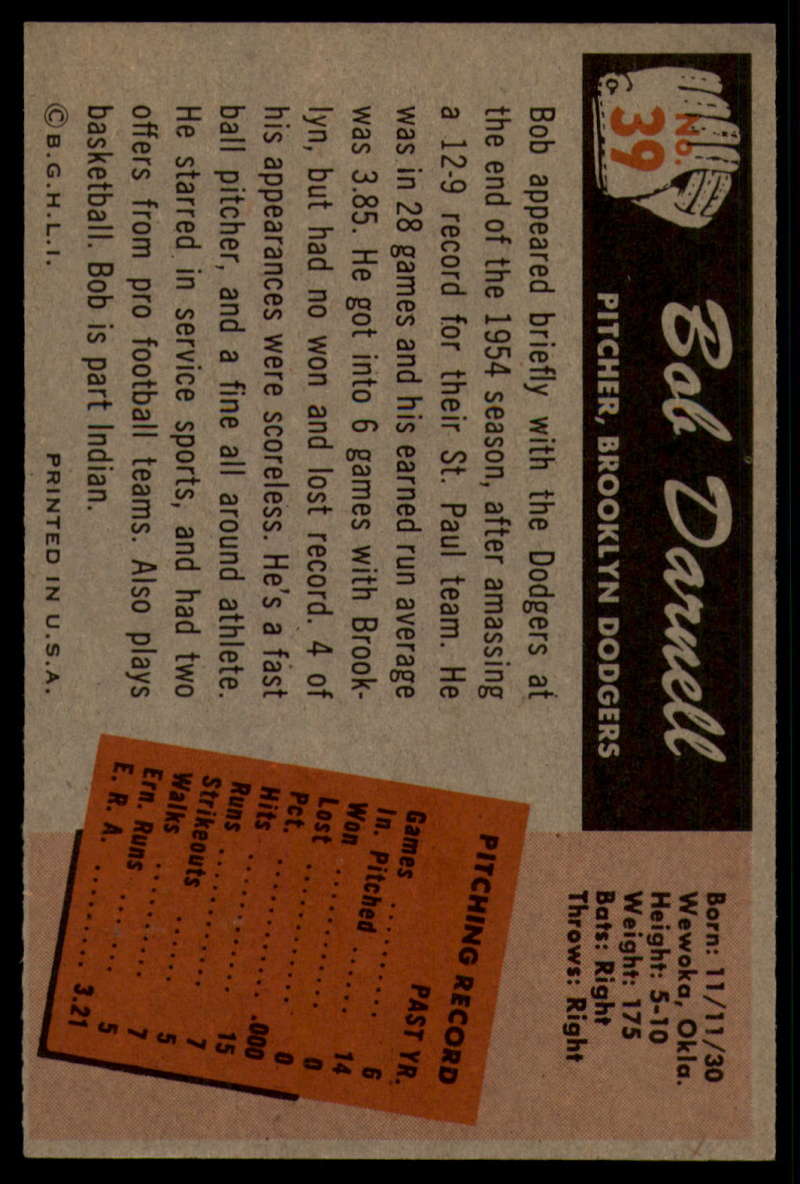 No.
39
Bob Darnell
PITCHER, BROOKLYN DODGERS
Born: 11/11/30
Wewoka, Okla.
Height: 5-10
Weight: 175
Bats: Right
Throws: Right
Bob appeared briefly with the Dodgers at
the end of the 1954 season, after amassing
a 12-9 record for their St. Paul team. He
was in 28 games and his earned run average
was 3.85. He got into 6 games with Brook-
lyn, but had no won and lost record. 4 of
his appearances were scoreless. He's a fast
ball pitcher, and a fine all around athlete.
He starred in service sports, and had two
offers from pro football teams. Also plays
basketball. Bob is part Indian.
© B.G.H.L.I. PRINTED IN U.S.A.
PITCHING RECORD
PAST YR.
Games .......... 6
In. Pitched ....... 14
Won .......... 0
Lost .......... 0
Pct. .......... .000
Hits .......... 15
Runs .......... 7
Strikeouts ....... 5
Walks .......... 7
Ern. Runs ....... 5
E. R. A. .......... 3.21